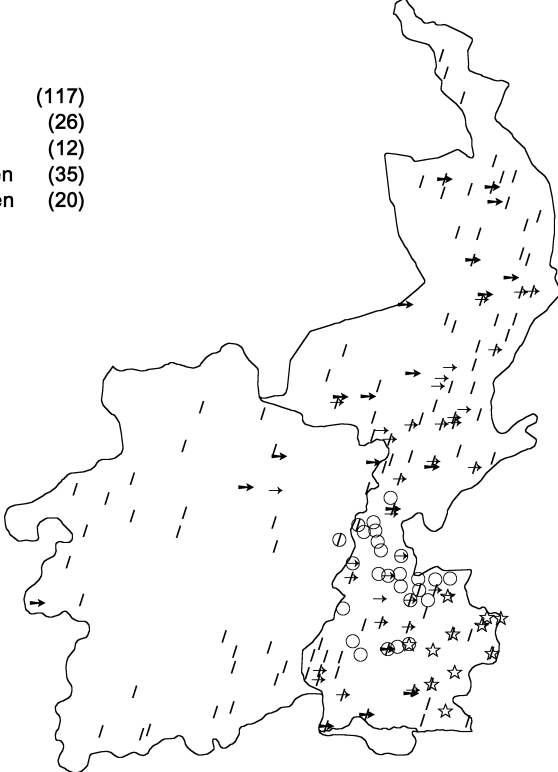 (117)
(26)
(12)
en (35)
en (20)